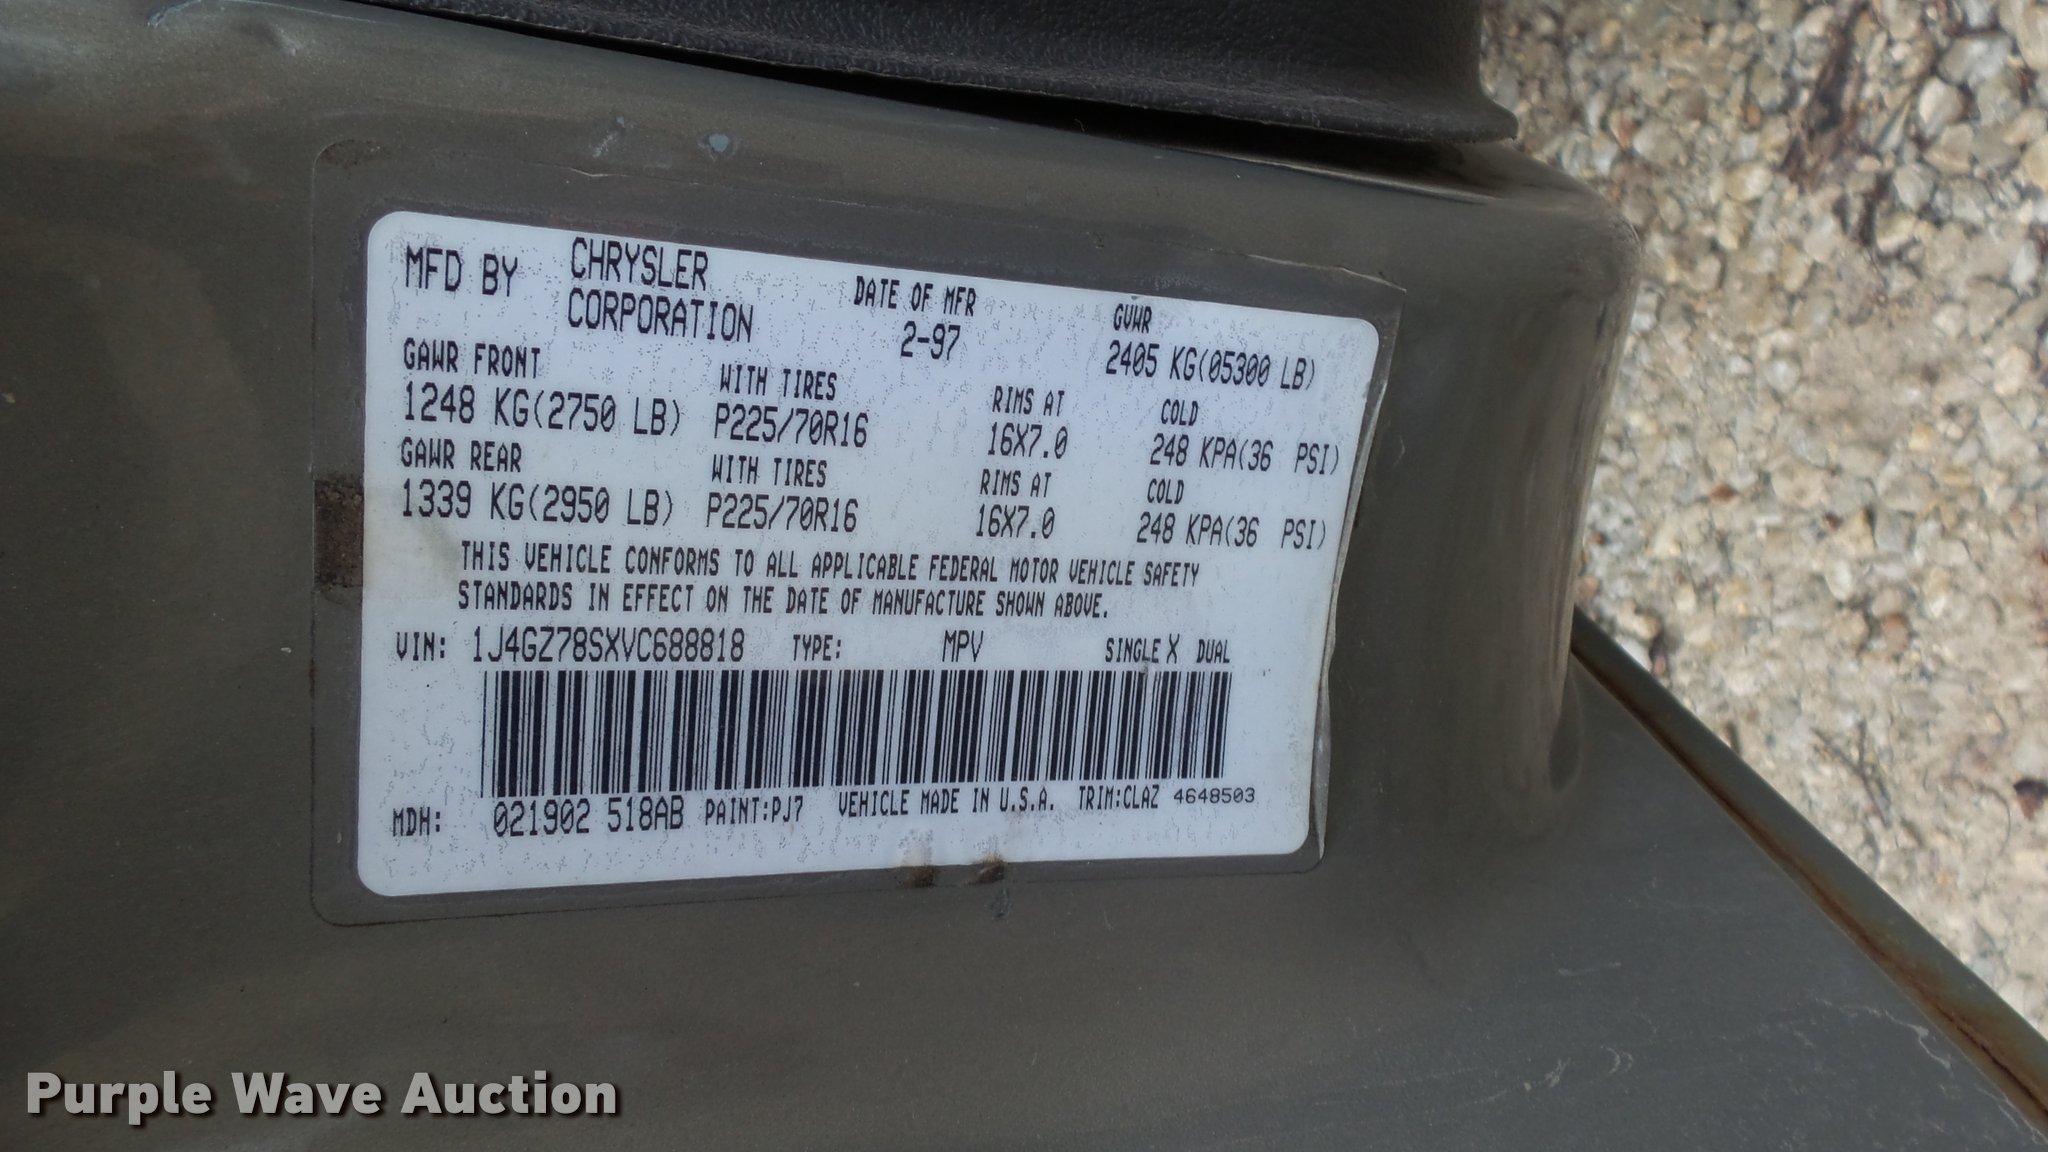 MFD BY CHRYSLER CORPORATION
DATE OF MFR
2-97
GVWR
2405 KG(05300 LB)
GAWR FRONT WITH TIRES RIMS AT COLD
1248 KG(2750 LB) P225/70R16 16X7.0 248 KPA(36 PSI)
GAWR REAR WITH TIRES RIMS AT COLD
1339 KG(2950 LB) P225/70R16 16X7.0 248 KPA(36 PSI)
THIS VEHICLE CONFORMS TO ALL APPLICABLE FEDERAL MOTOR VEHICLE SAFETY
STANDARDS IN EFFECT ON THE DATE OF MANUFACTURE SHOWN ABOVE.
VIN: 1J4GZ78SXVC688818 TYPE: MPV SINGLE X DUAL
MDH: 021902 518AB PAINT:PJ7 VEHICLE MADE IN U.S.A. TRIM:CLAZ 4648503
Purple Wave Auction